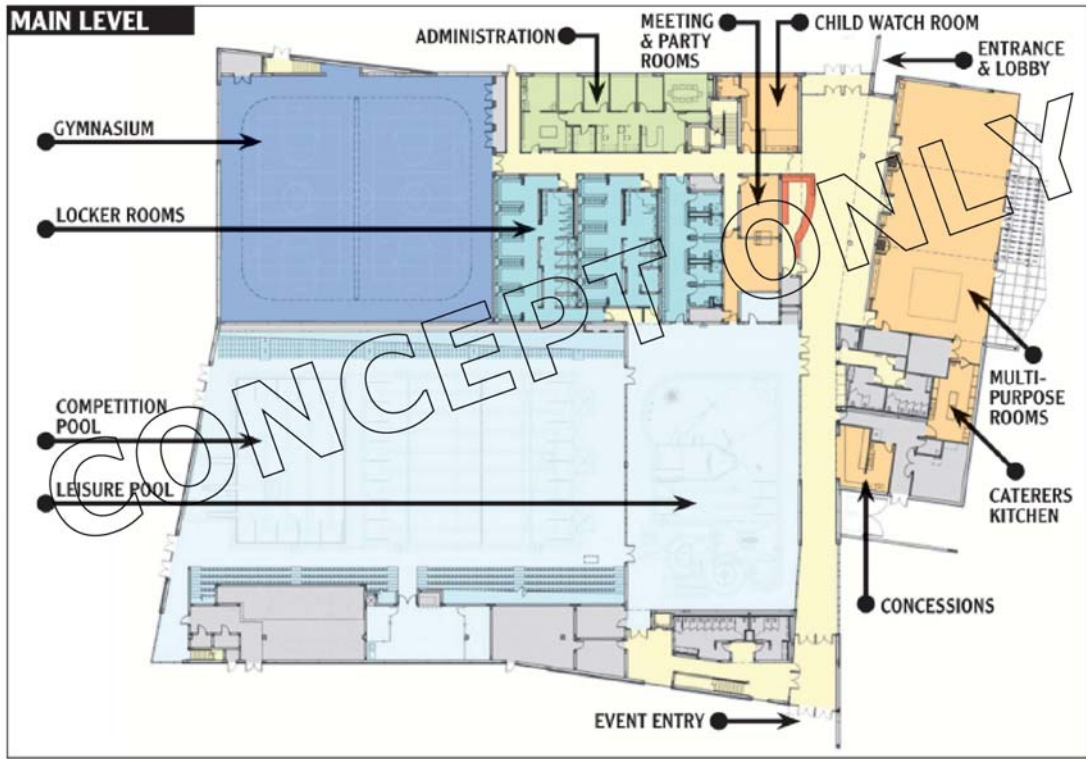 MAIN LEVEL
ADMINISTRATION
MEETING
& PARTY
ROOMS
CHILD WATCH ROOM
ENTRANCE
& LOBBY
GYMNASIUM
LOCKER ROOMS
COMPETITION
POOL
LEISURE POOL
MULTI-
PURPOSE
ROOMS
CATERERS
KITCHEN
CONCESSIONS
EVENT ENTRY
CONCEPT ONLY